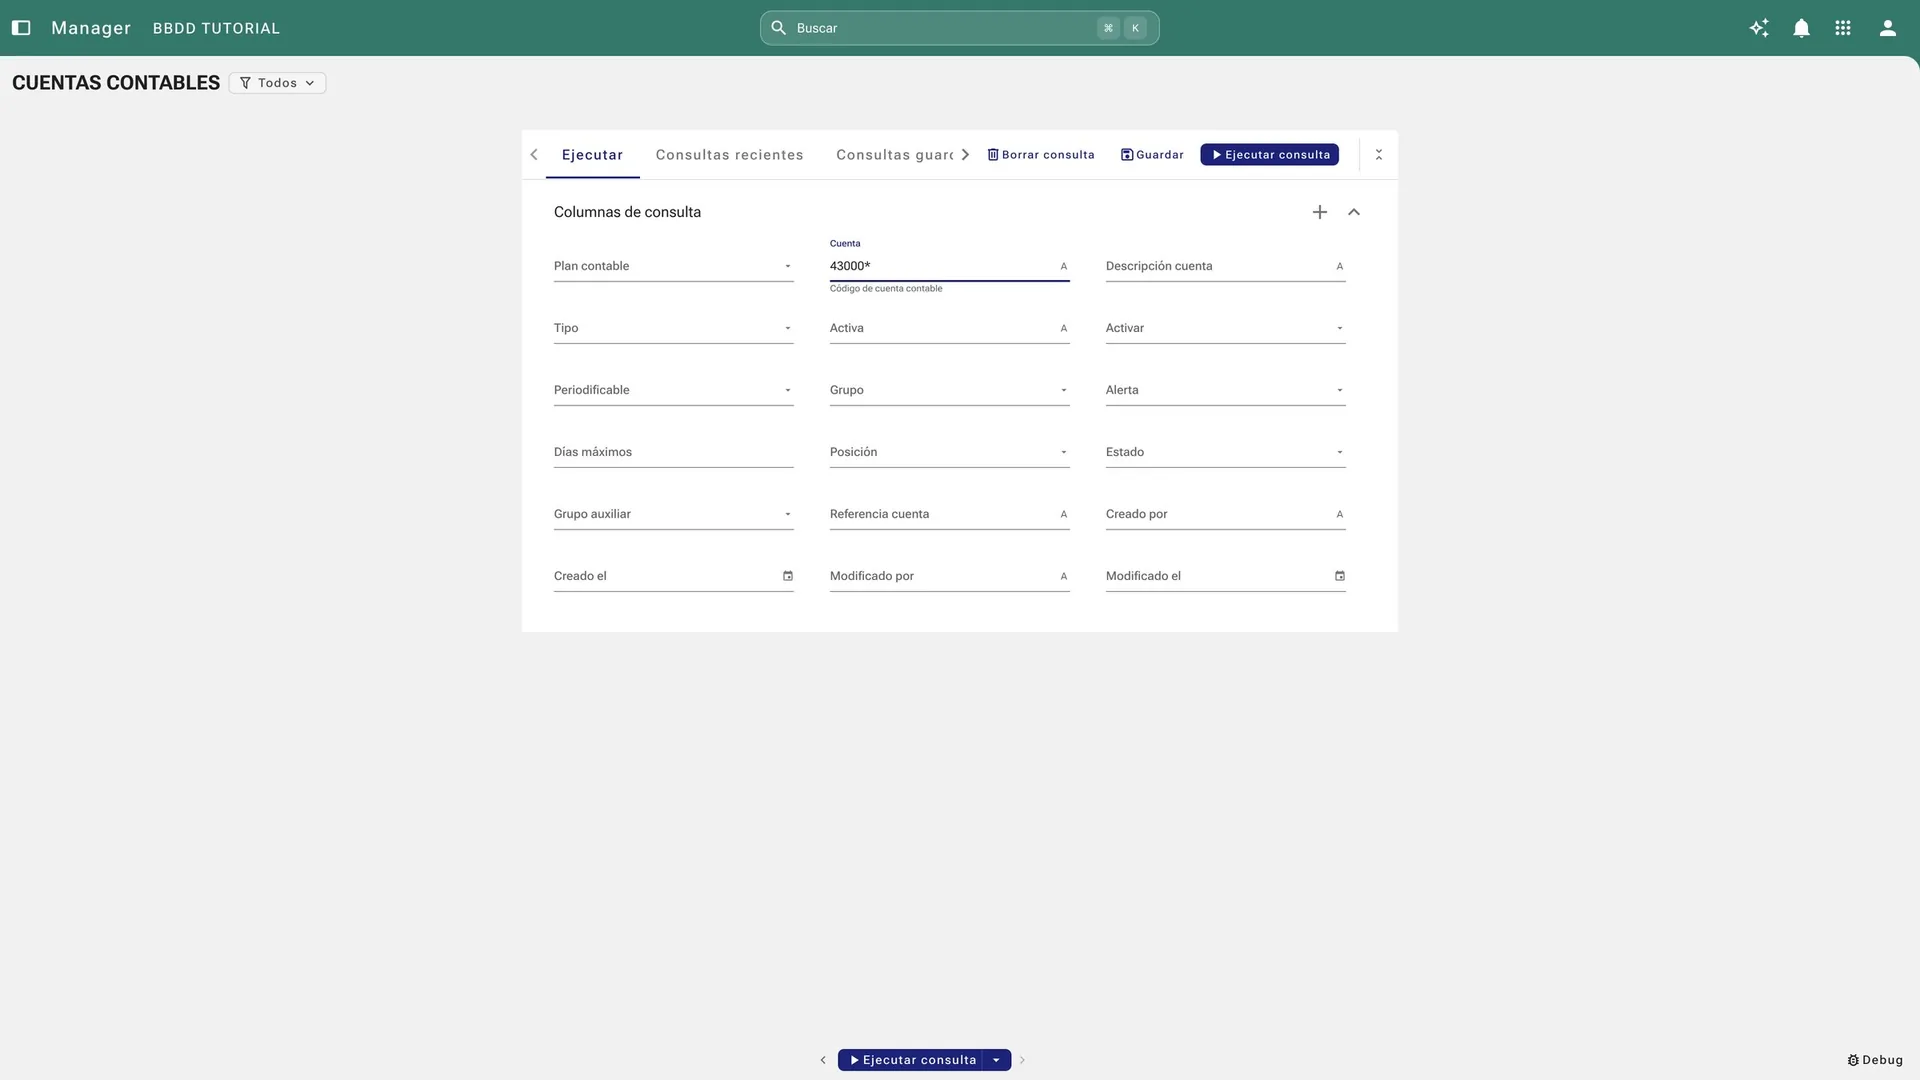 Manager BBDD TUTORIAL
Buscar ⌘ K
CUENTAS CONTABLES Todos
Ejecutar Consultas recientes Consultas guard Borrar consulta Guardar Ejecutar consulta
Columnas de consulta
Cuenta
Plan contable 43000* A Descripción cuenta A
Código de cuenta contable
Tipo Activa A Activar
Periodificable Grupo Alerta
Días máximos Posición Estado
Grupo auxiliar Referencia cuenta A Creado por A
Creado el Modificado por A Modificado el
Ejecutar consulta
Debug